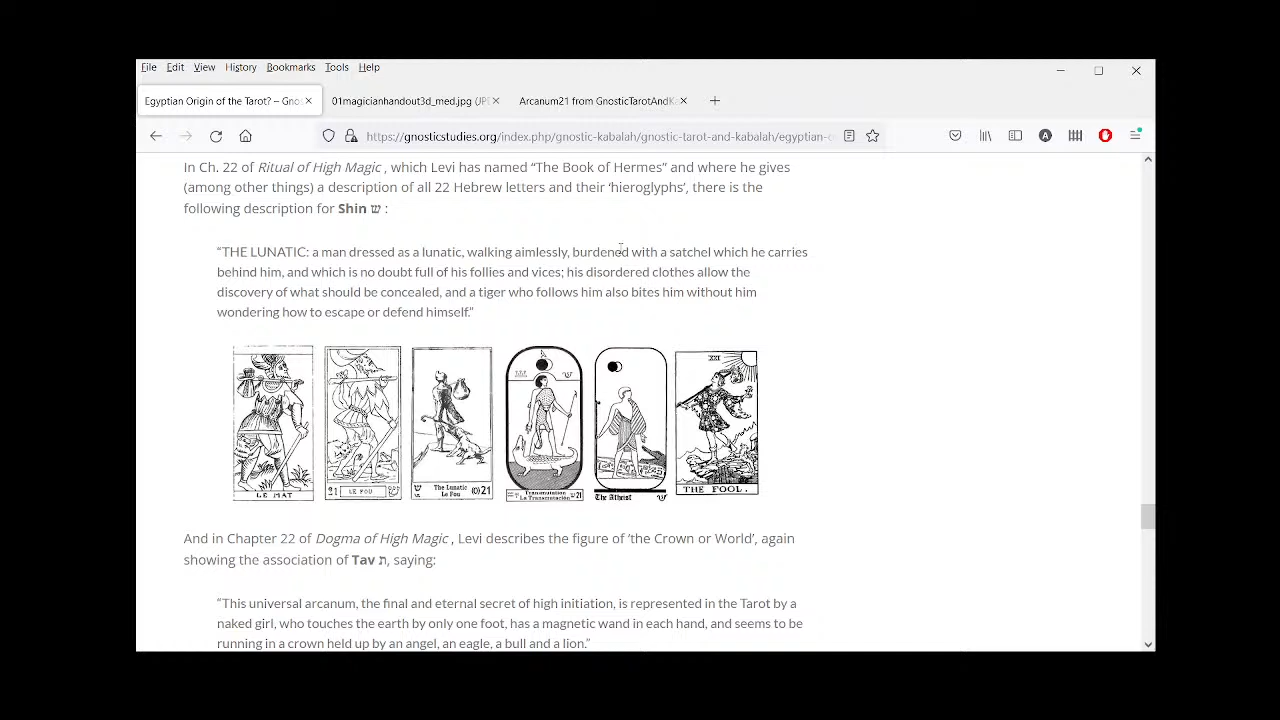 File Edit View History Bookmarks Tools Help
Egyptian Origin of the Tarot? – Gno 01magicianhandout3d_med.jpg (JP Arcanum21 from GnosticTarotAndK
https://gnosticstudies.org/index.php/gnostic-kabalah/gnostic-tarot-and-kabalah/egyptian-
In Ch. 22 of Ritual of High Magic , which Levi has named “The Book of Hermes” and where he gives
(among other things) a description of all 22 Hebrew letters and their ‘hieroglyphs’, there is the
following description for Shin ש :
“THE LUNATIC: a man dressed as a lunatic, walking aimlessly, burdened with a satchel which he carries
behind him, and which is no doubt full of his follies and vices; his disordered clothes allow the
discovery of what should be concealed, and a tiger who follows him also bites him without him
wondering how to escape or defend himself.”
XXI
LE MAT
21 LE FOU ש
The Lunatic
Le Fou
(0) 21
Transmutation
La Transmutación
ש 21
The Atheist ש
THE FOOL.
And in Chapter 22 of Dogma of High Magic , Levi describes the figure of ‘the Crown or World’, again
showing the association of Tav ת, saying:
“This universal arcanum, the final and eternal secret of high initiation, is represented in the Tarot by a
naked girl, who touches the earth by only one foot, has a magnetic wand in each hand, and seems to be
running in a crown held up by an angel, an eagle, a bull and a lion.”